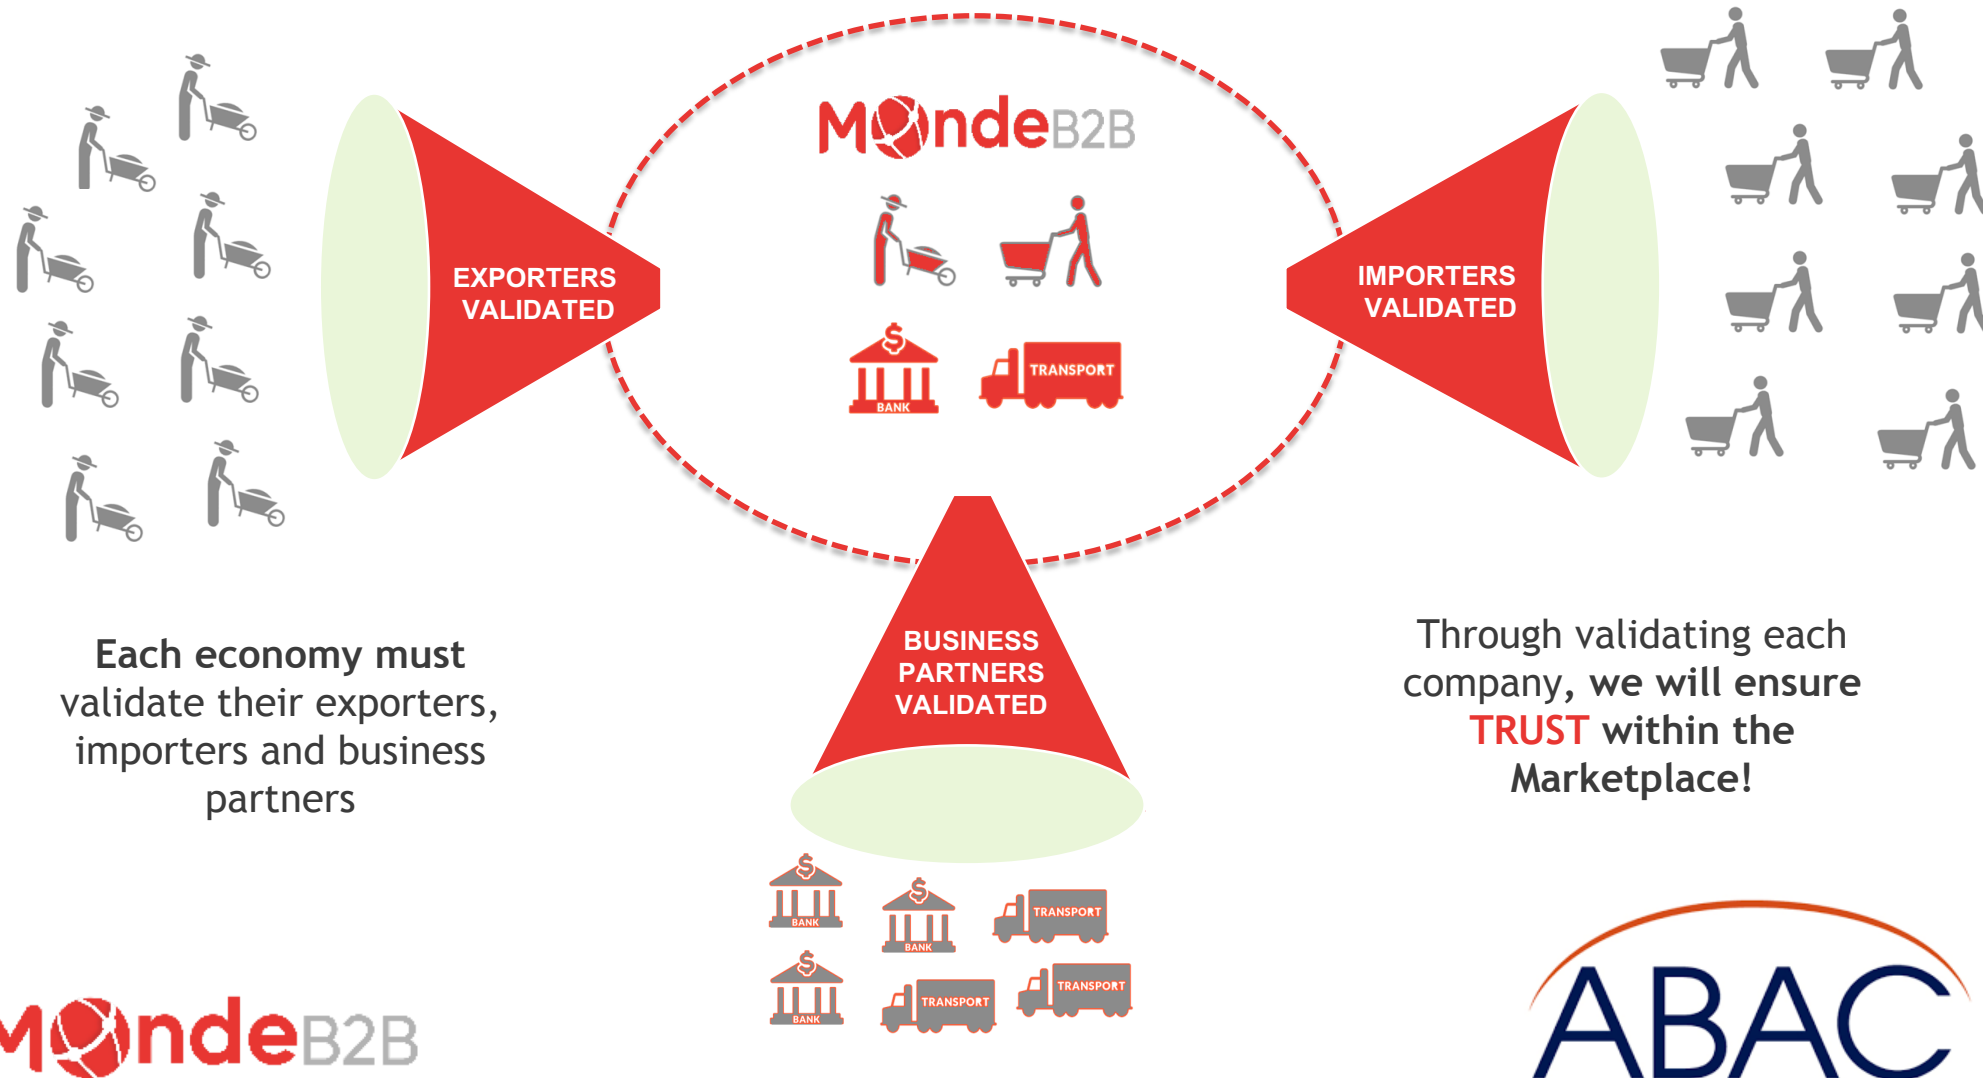 MondeB2B
EXPORTERS
VALIDATED
IMPORTERS
VALIDATED
BANK
TRANSPORT
BUSINESS
PARTNERS
VALIDATED
Each economy must
validate their exporters,
importers and business
partners
Through validating each
company, we will ensure
TRUST within the
Marketplace!
$
BANK
$
BANK
TRANSPORT
$
BANK
TRANSPORT
TRANSPORT
MondeB2B
ABAC